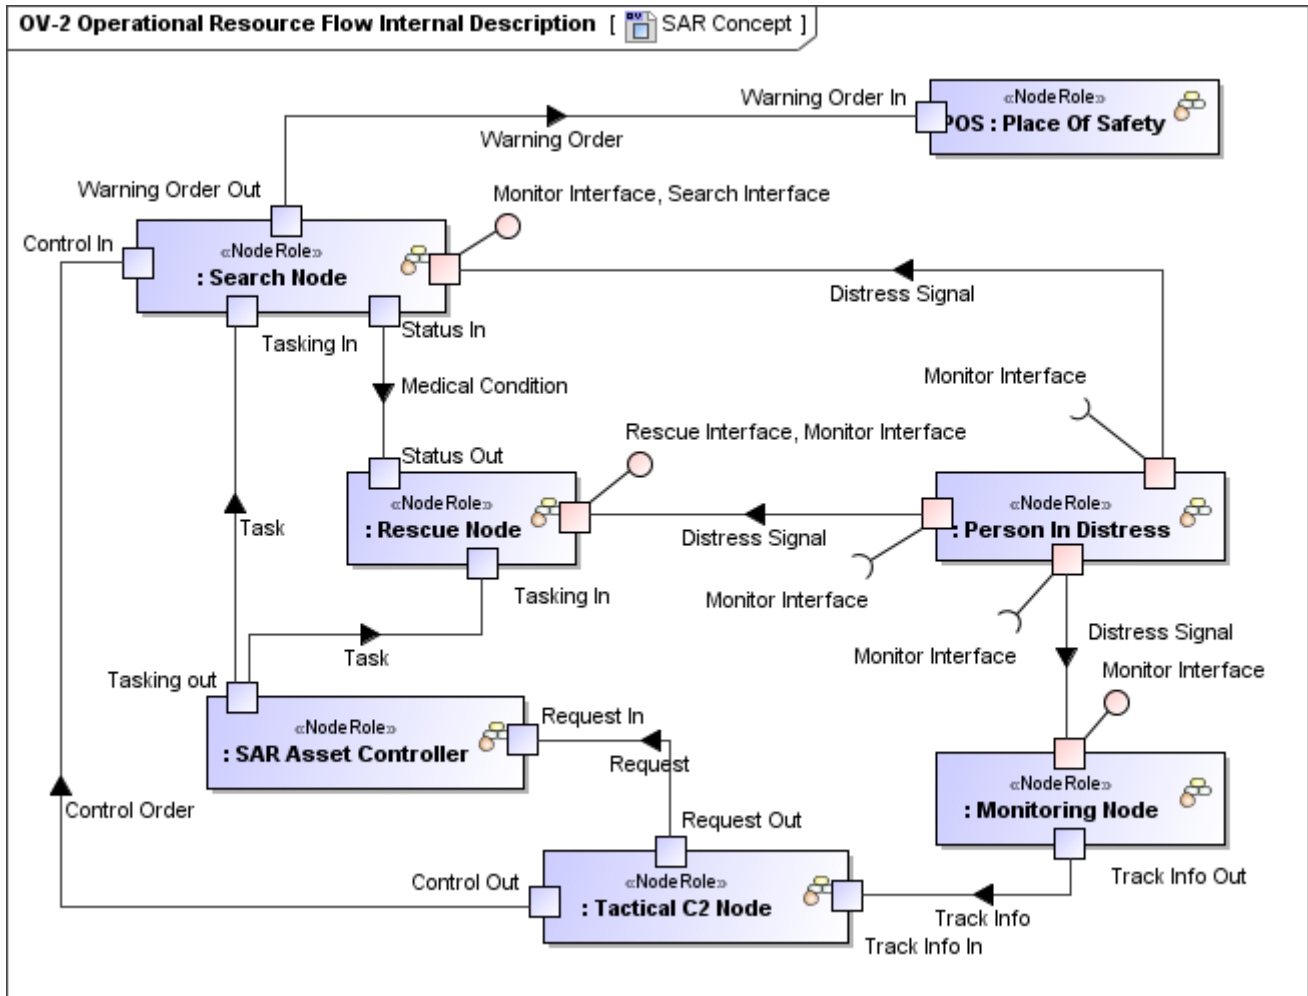 OV-2 Operational Resource Flow Internal Description [ OV SAR Concept ]
Warning Order In
«NodeRole»
POS : Place Of Safety
Warning Order
Warning Order Out
Monitor Interface, Search Interface
Control In
«NodeRole»
: Search Node
Distress Signal
Tasking In
Status In
Medical Condition
Monitor Interface
Rescue Interface, Monitor Interface
Status Out
«NodeRole»
: Rescue Node
Task
Distress Signal
«NodeRole»
: Person In Distress
Tasking In
Monitor Interface
Task
Distress Signal
Monitor Interface
Monitor Interface
Tasking out
«NodeRole»
: SAR Asset Controller
Request In
Request
«NodeRole»
: Monitoring Node
Control Order
Request Out
Control Out
«NodeRole»
: Tactical C2 Node
Track Info Out
Track Info
Track Info In